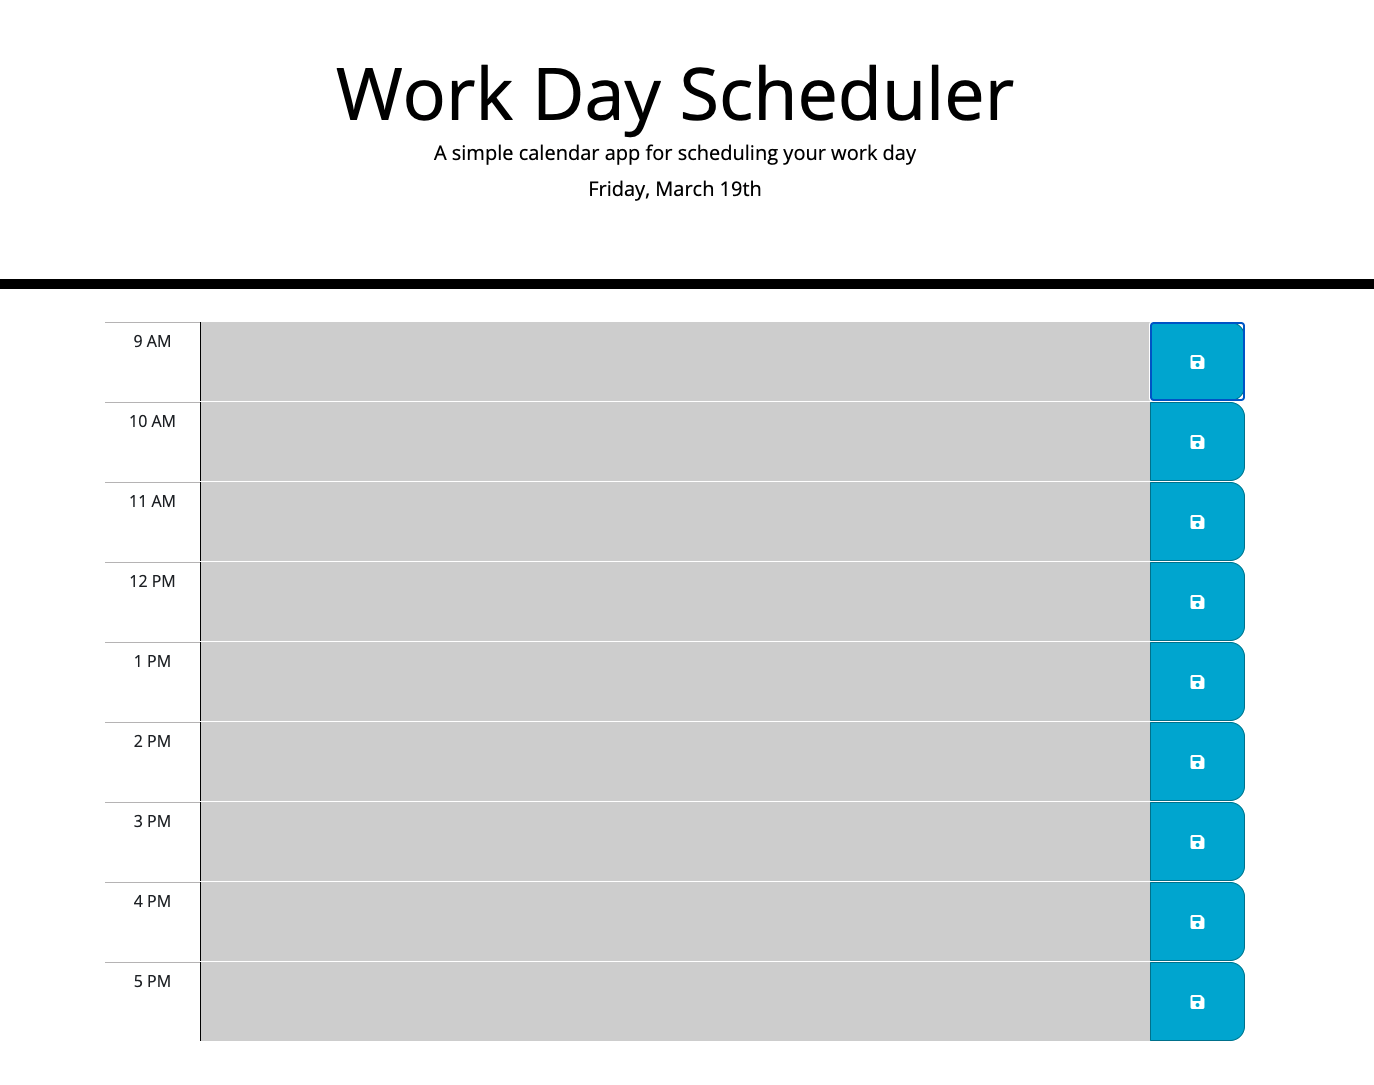 Work Day Scheduler
A simple calendar app for scheduling your work day
Friday, March 19th
9 AM
10 AM
11 AM
12 PM
1 PM
2 PM
3 PM
4 PM
5 PM